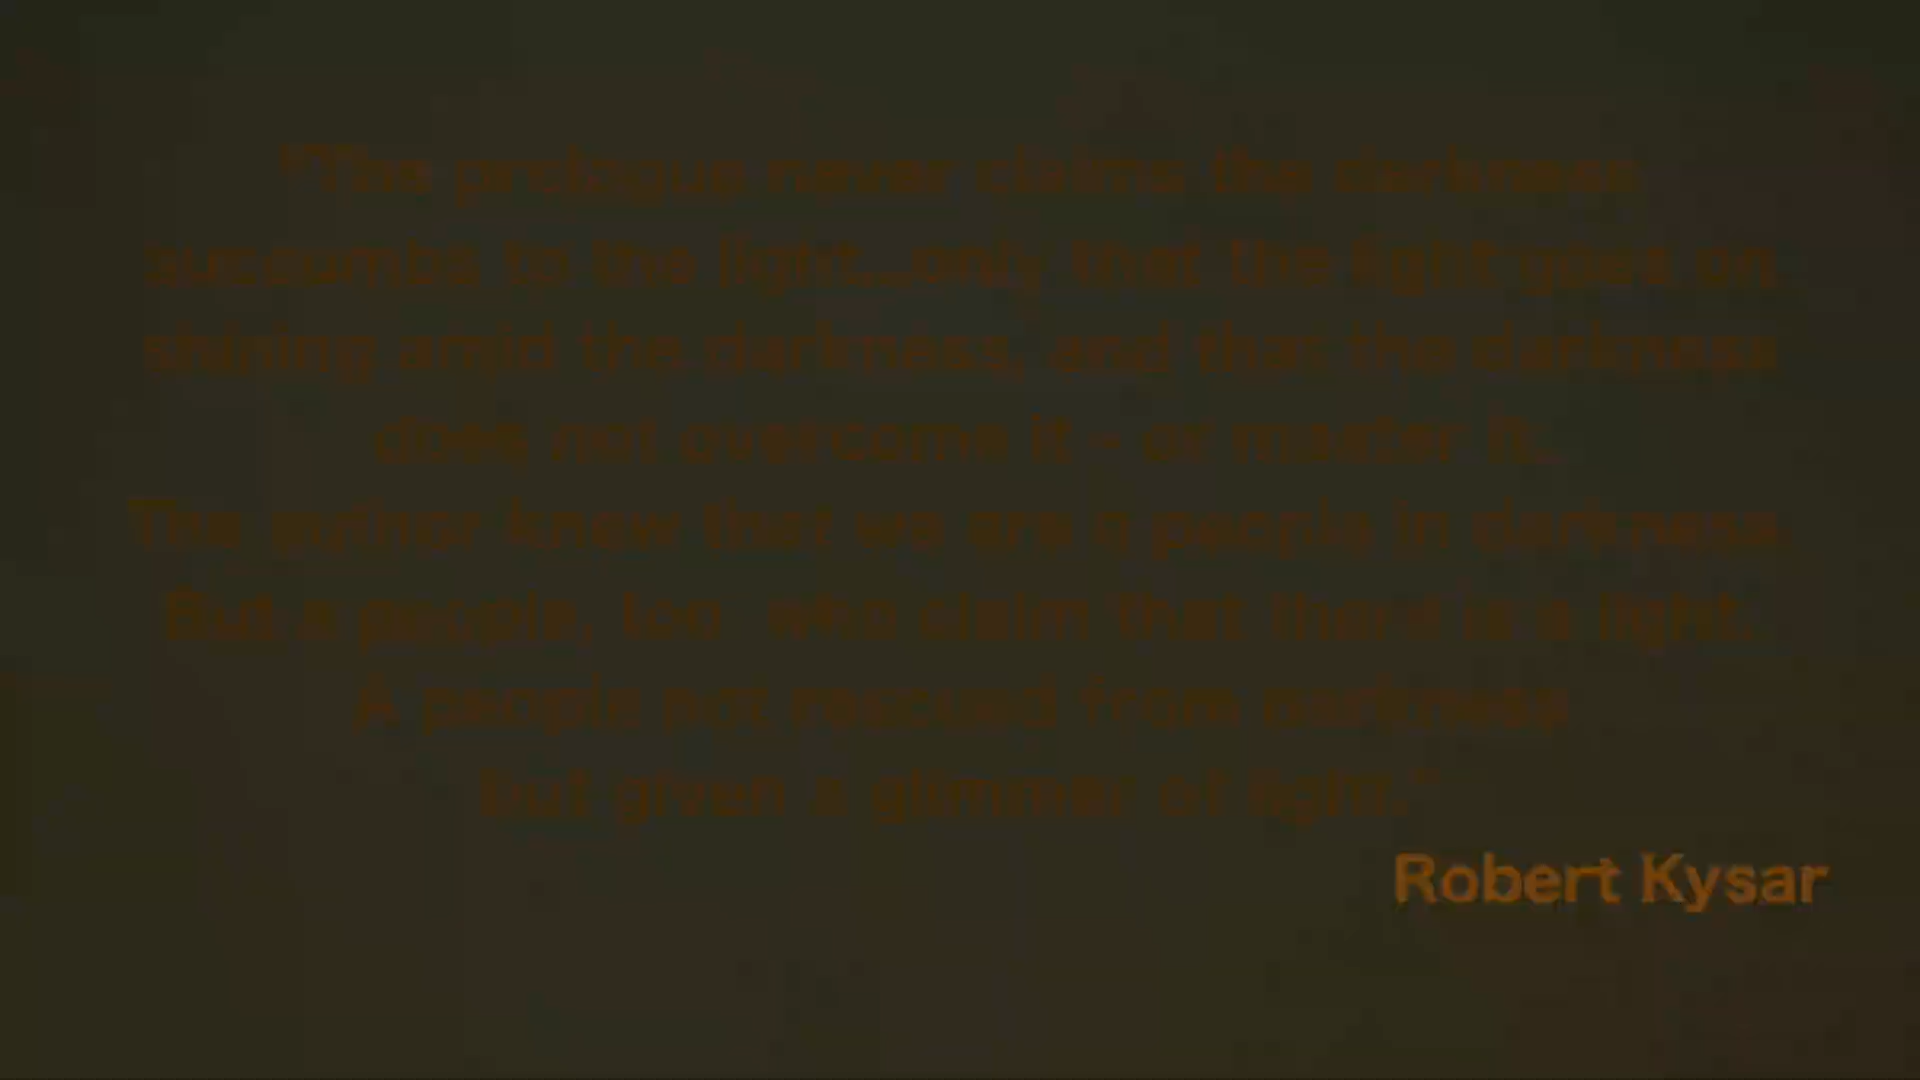 "The prologue never claims the darkness
succumbs to the light...only that the light goes on
shining amid the darkness, and that the darkness
does not overcome it - or master it.
The author knew that we are a people in darkness.
But a people, too, who claim that there is a light.
A people not rescued from darkness
but given a glimmer of light."
Robert Kysar